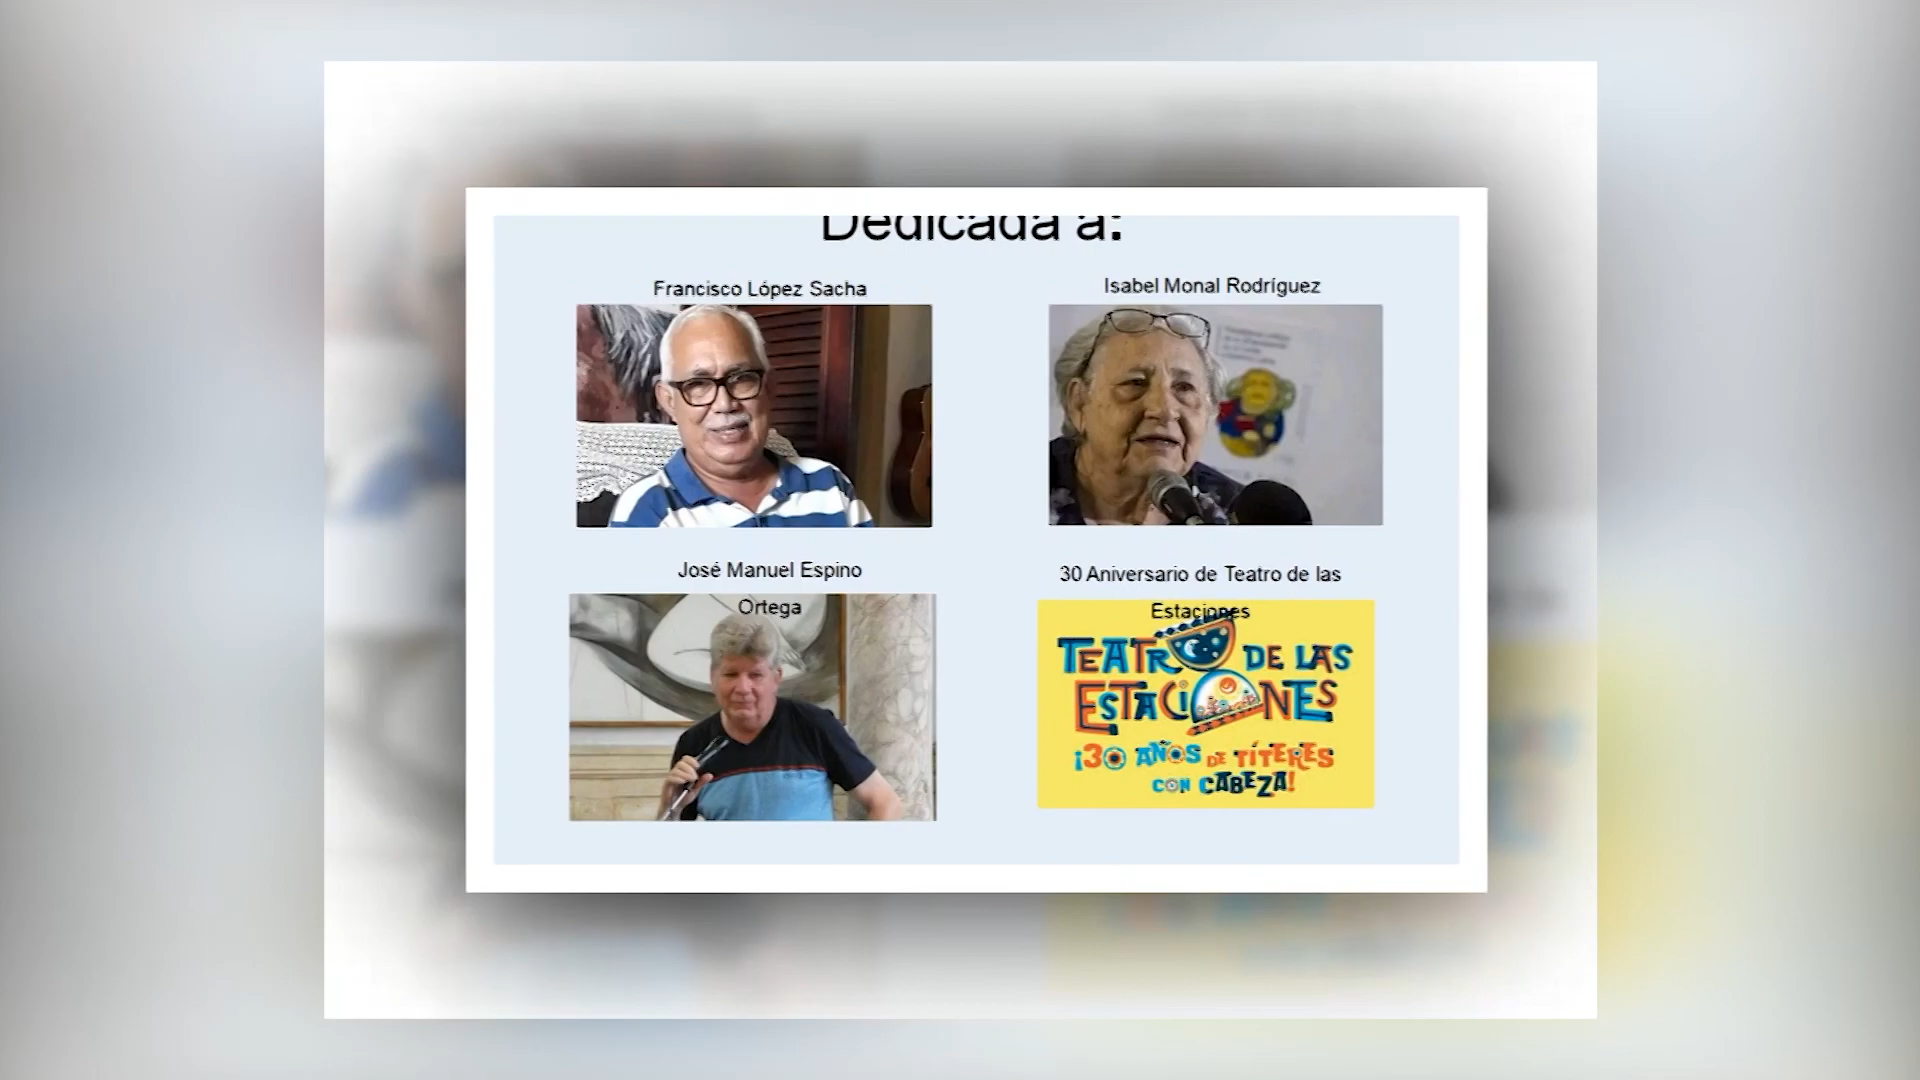 Dedicada a:
Francisco López Sacha
Isabel Monal Rodríguez
José Manuel Espino
Ortega
30 Aniversario de Teatro de las
Estaciones
TEATRO DE LAS
ESTACIONES
¡30 AÑOS DE TÍTERES
CON CABEZA!